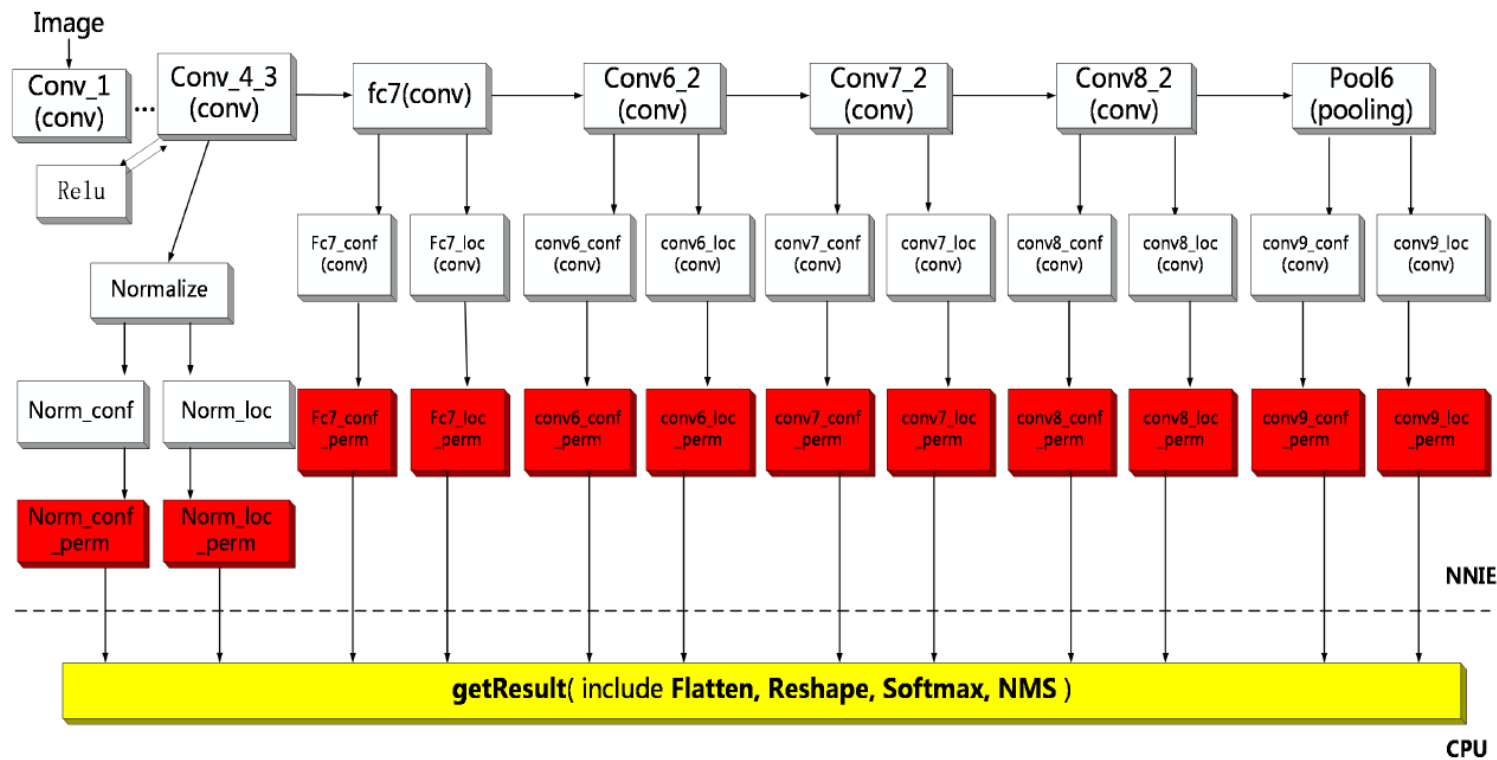 Image
Conv_1
(conv)
...
Conv_4_3
(conv)
fc7(conv)
Conv6_2
(conv)
Conv7_2
(conv)
Conv8_2
(conv)
Pool6
(pooling)
Relu
Normalize
Fc7_conf
(conv)
Fc7_loc
(conv)
conv6_conf
(conv)
conv6_loc
(conv)
conv7_conf
(conv)
conv7_loc
(conv)
conv8_conf
(conv)
conv8_loc
(conv)
conv9_conf
(conv)
conv9_loc
(conv)
Norm_conf
Norm_loc
Fc7_conf
_perm
Fc7_loc
_perm
conv6_conf
_perm
conv6_loc
_perm
conv7_conf
_perm
conv7_loc
_perm
conv8_conf
_perm
conv8_loc
_perm
conv9_conf
_perm
conv9_loc
_perm
Norm_conf
_perm
Norm_loc
_perm
NNIE
getResult( include Flatten, Reshape, Softmax, NMS )
CPU